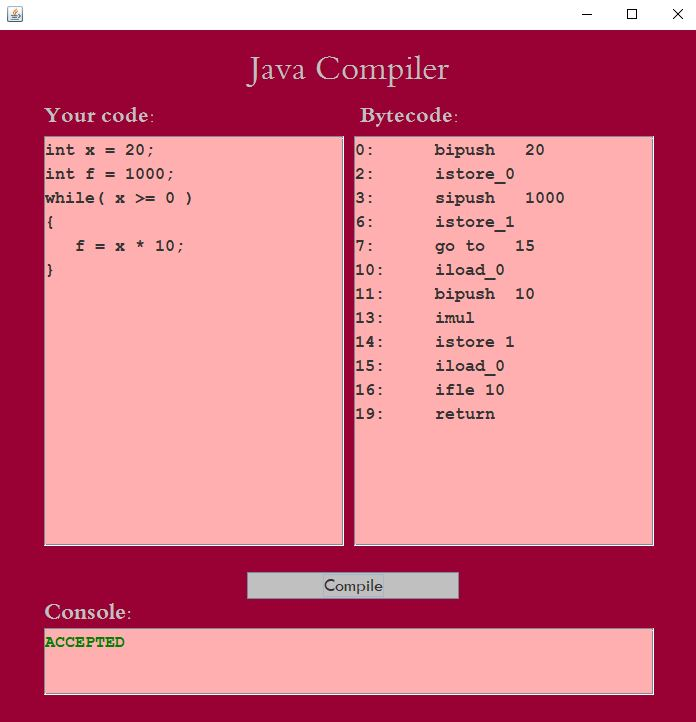 Java Compiler
Your code:
int x = 20;
int f = 1000;
while( x >= 0 )
{
   f = x * 10;
}
Bytecode:
0:      bipush   20
2:      istore_0
3:      sipush   1000
6:      istore_1
7:      go to   15
10:     iload_0
11:     bipush  10
13:     imul
14:     istore 1
15:     iload_0
16:     ifle 10
19:     return
Compile
Console:
ACCEPTED